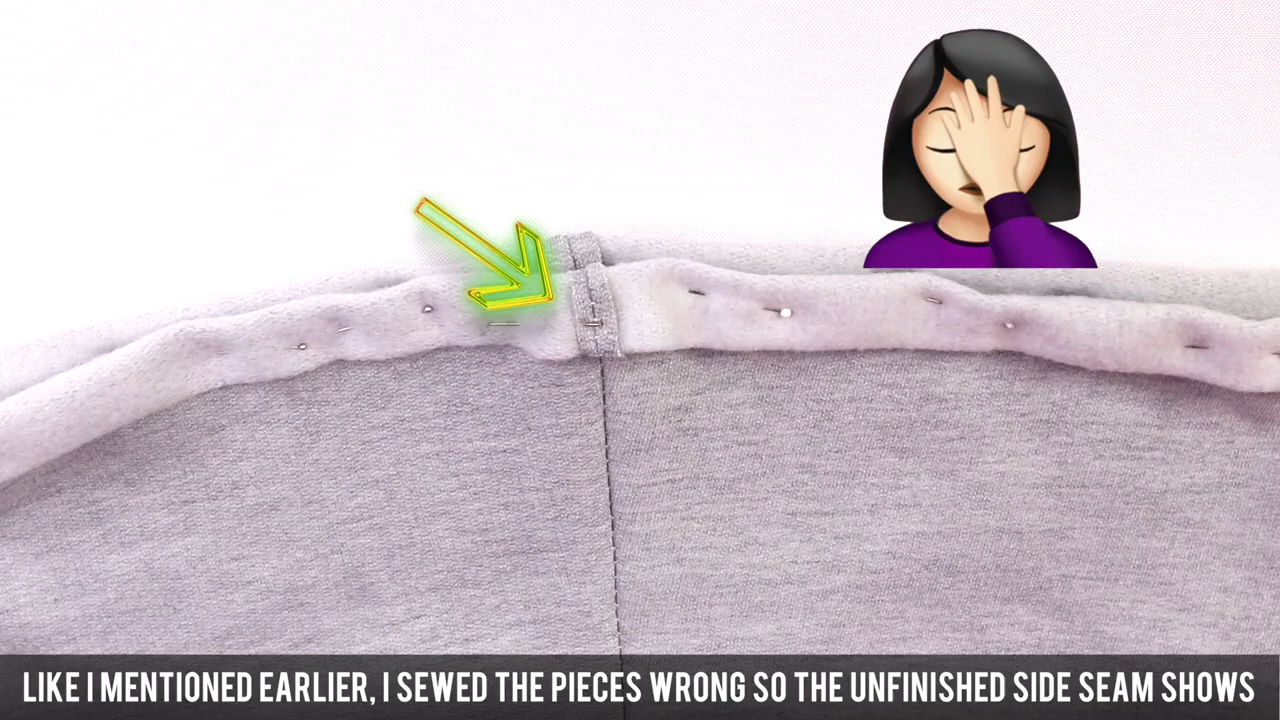 LIKE I MENTIONED EARLIER, I SEWED THE PIECES WRONG SO THE UNFINISHED SIDE SEAM SHOWS